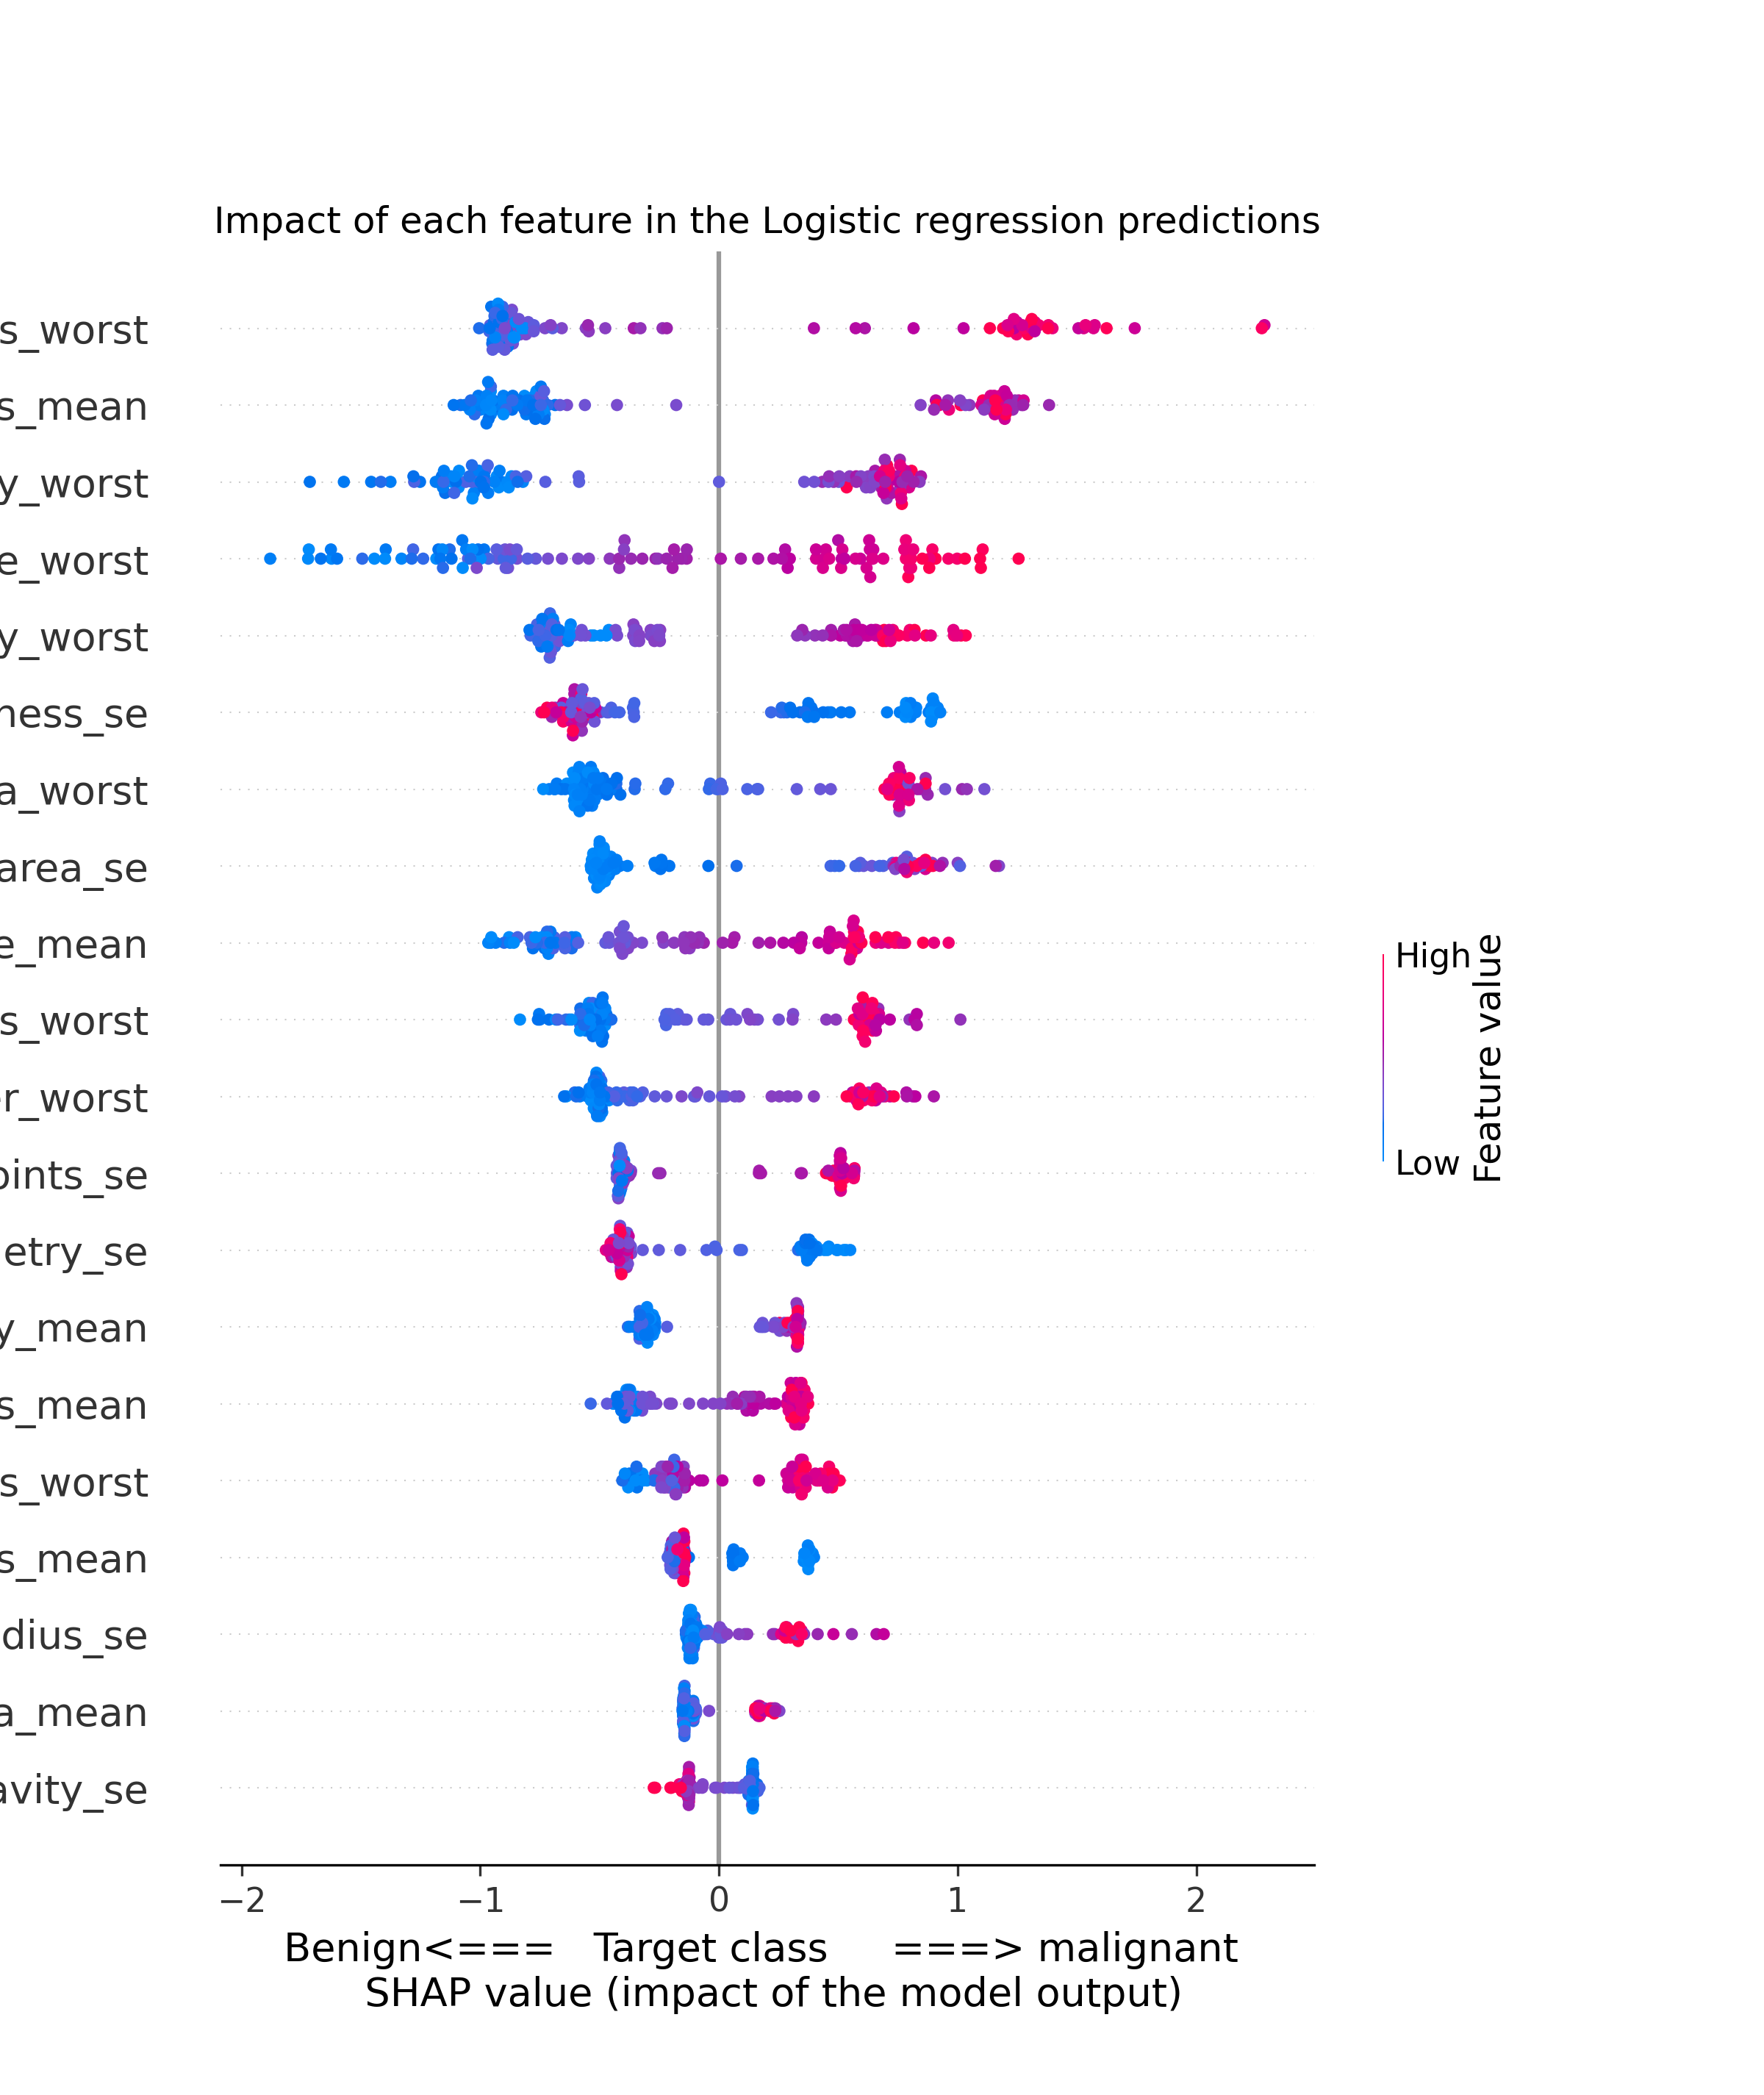 Impact of each feature in the Logistic regression predictions
s_worst
s_mean
y_worst
e_worst
y_worst
ness_se
a_worst
area_se
e_mean
s_worst
r_worst
oints_se
etry_se
y_mean
s_mean
s_worst
s_mean
dius_se
a_mean
avity_se
High
Low
Feature value
−2 −1 0 1 2
Benign<=== Target class ===> malignant
SHAP value (impact of the model output)